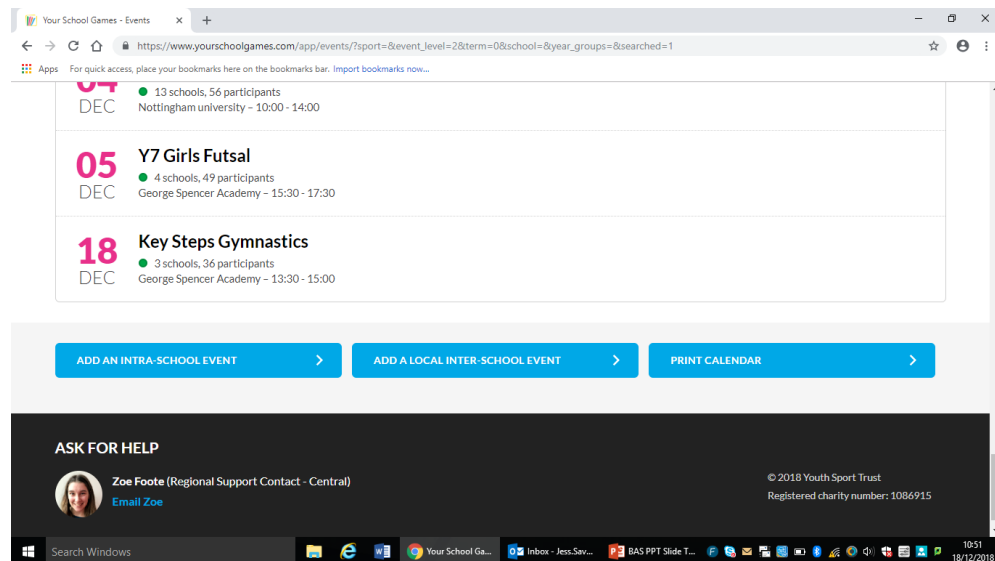 Your School Games - Events
https://www.yourschoolgames.com/app/events/?sport=&event_level=2&term=0&school=&year_groups=&searched=1
Apps For quick access, place your bookmarks here on the bookmarks bar. Import bookmarks now...
04
DEC
13 schools, 56 participants
Nottingham university – 10:00 - 14:00
05
DEC
Y7 Girls Futsal
4 schools, 49 participants
George Spencer Academy – 15:30 - 17:30
18
DEC
Key Steps Gymnastics
3 schools, 36 participants
George Spencer Academy – 13:30 - 15:00
ADD AN INTRA-SCHOOL EVENT
ADD A LOCAL INTER-SCHOOL EVENT
PRINT CALENDAR
ASK FOR HELP
Zoe Foote (Regional Support Contact - Central)
Email Zoe
© 2018 Youth Sport Trust
Registered charity number: 1086915
Search Windows
Your School Ga...
Inbox - Jess.Sav...
BAS PPT Slide T...
10:51
18/12/2018